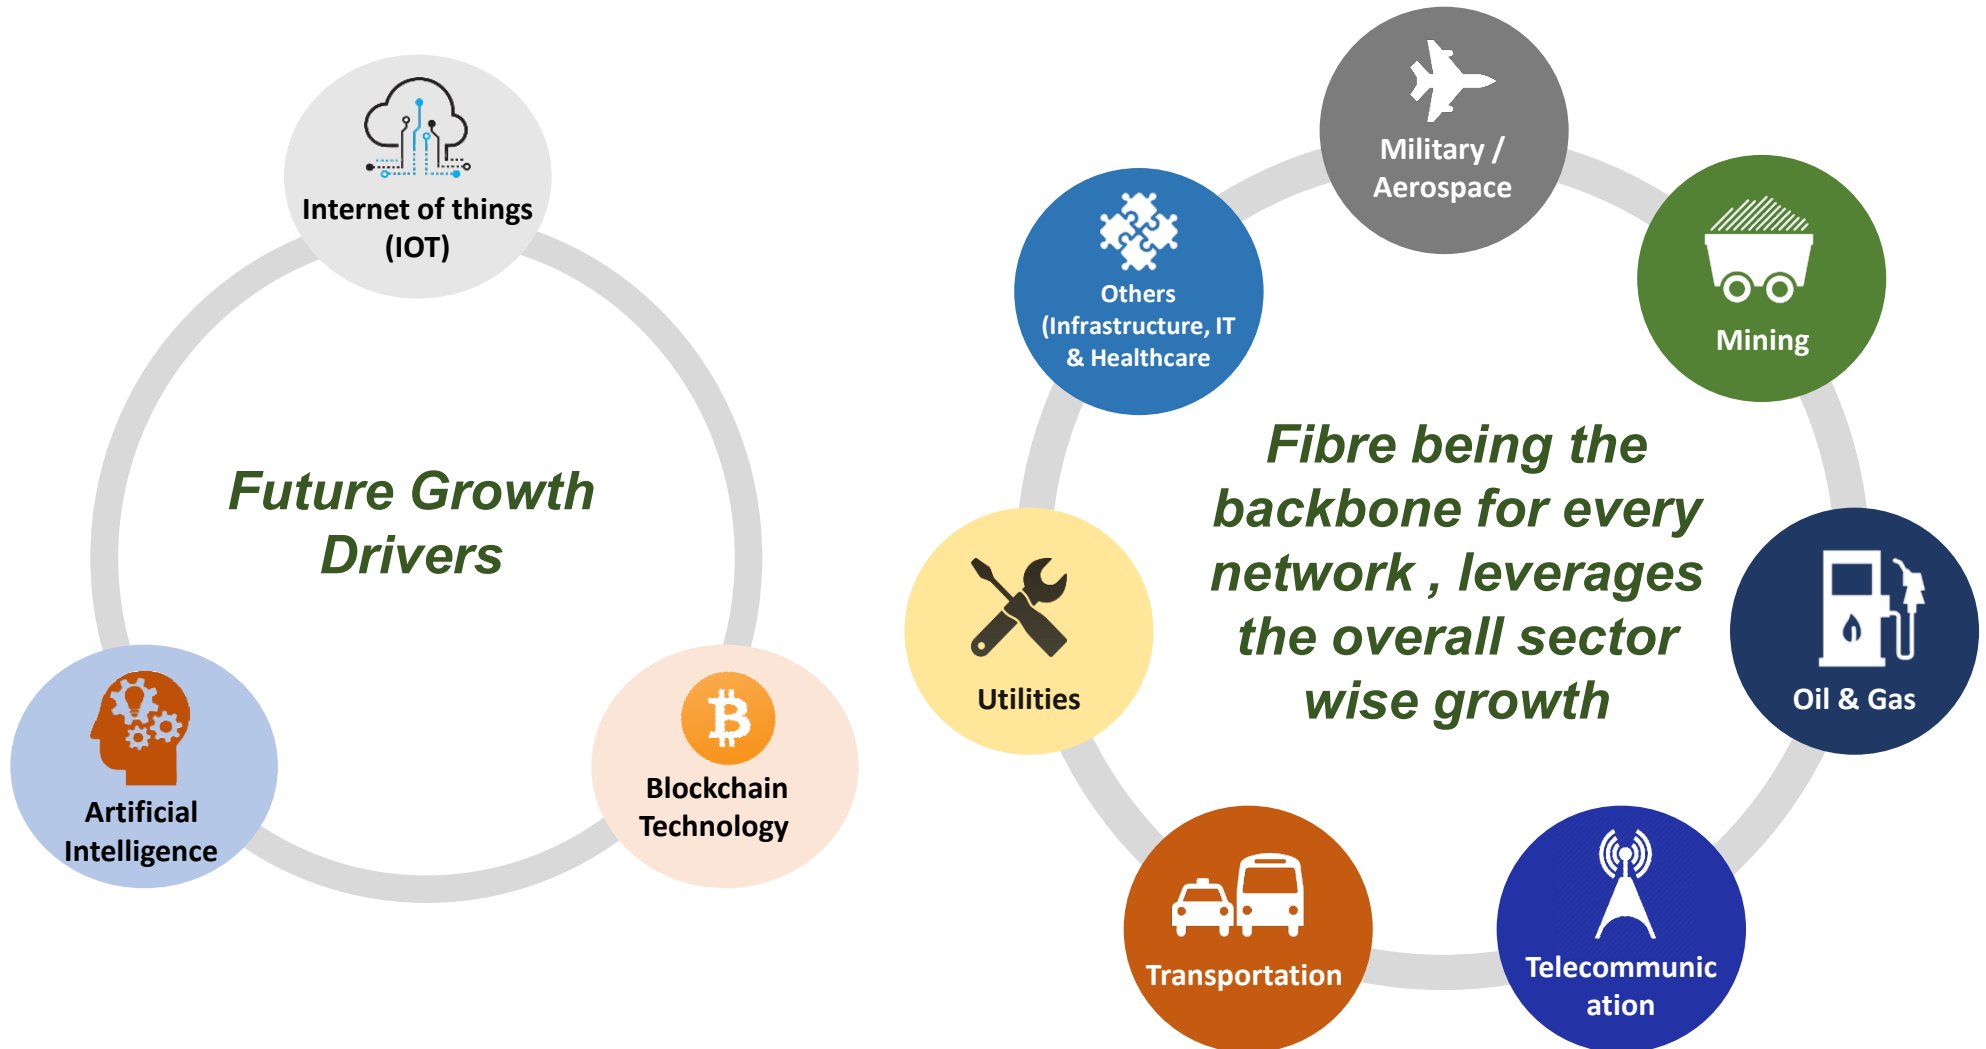 Internet of things
(IOT)
Future Growth
Drivers
Artificial
Intelligence
Blockchain
Technology
Military /
Aerospace
Mining
Oil & Gas
Telecommunic
ation
Transportation
Utilities
Others
(Infrastructure, IT
& Healthcare
Fibre being the
backbone for every
network , leverages
the overall sector
wise growth